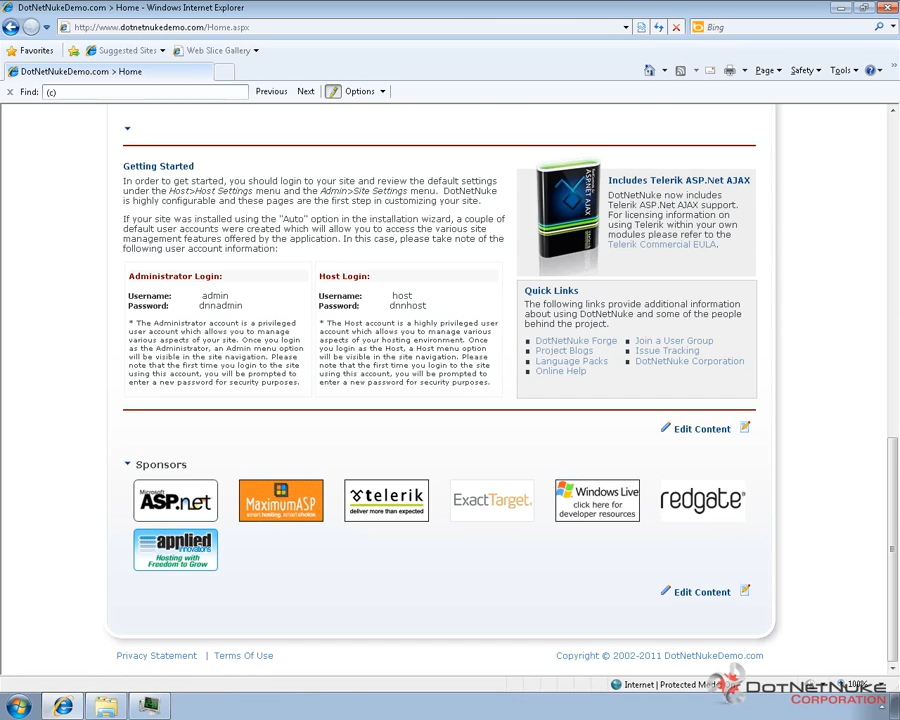 DotNetNukeDemo.com > Home - Windows Internet Explorer
http://www.dotnetnukedemo.com/Home.aspx
Bing
Favorites Suggested Sites Web Slice Gallery
DotNetNukeDemo.com > Home
Page Safety Tools
Find: (c) Previous Next Options
Getting Started
In order to get started, you should login to your site and review the default settings
under the Host>Host Settings menu and the Admin>Site Settings menu. DotNetNuke
is highly configurable and these pages are the first step in customizing your site.
If your site was installed using the "Auto" option in the installation wizard, a couple of
default user accounts were created which will allow you to access the various site
management features offered by the application. In this case, please take note of the
following user account information:
Administrator Login:
Username: admin
Password: dnnadmin
* The Administrator account is a privileged
user account which allows you to manage
various aspects of your site. Once you login
as the Administrator, an Admin menu option
will be visible in the site navigation. Please
note that the first time you login to the site
using this account, you will be prompted to
enter a new password for security purposes.
Host Login:
Username: host
Password: dnnhost
* The Host account is a highly privileged user
account which allows you to manage various
aspects of your hosting environment. Once
you login as the Host, a Host menu option
will be visible in the site navigation. Please
note that the first time you login to the site
using this account, you will be prompted to
enter a new password for security purposes.
ASP.NET AJAX
Includes Telerik ASP.Net AJAX
DotNetNuke now includes
Telerik ASP.Net AJAX support.
For licensing information on
using Telerik within your own
modules please refer to the
Telerik Commercial EULA.
Quick Links
The following links provide additional information
about using DotNetNuke and some of the people
behind the project.
DotNetNuke Forge
Project Blogs
Language Packs
Online Help
Join a User Group
Issue Tracking
DotNetNuke Corporation
Edit Content
Sponsors
Microsoft
ASP.net
MaximumASP
smart hosting. smart choice.
telerik
deliver more than expected
ExactTarget.
Windows Live
click here for
developer resources
redgate
applied
innovations
Hosting with
Freedom to Grow
Edit Content
Privacy Statement | Terms Of Use
Copyright © 2002-2011 DotNetNukeDemo.com
Internet | Protected Mode:
100%
DOTNETNUKE
CORPORATION